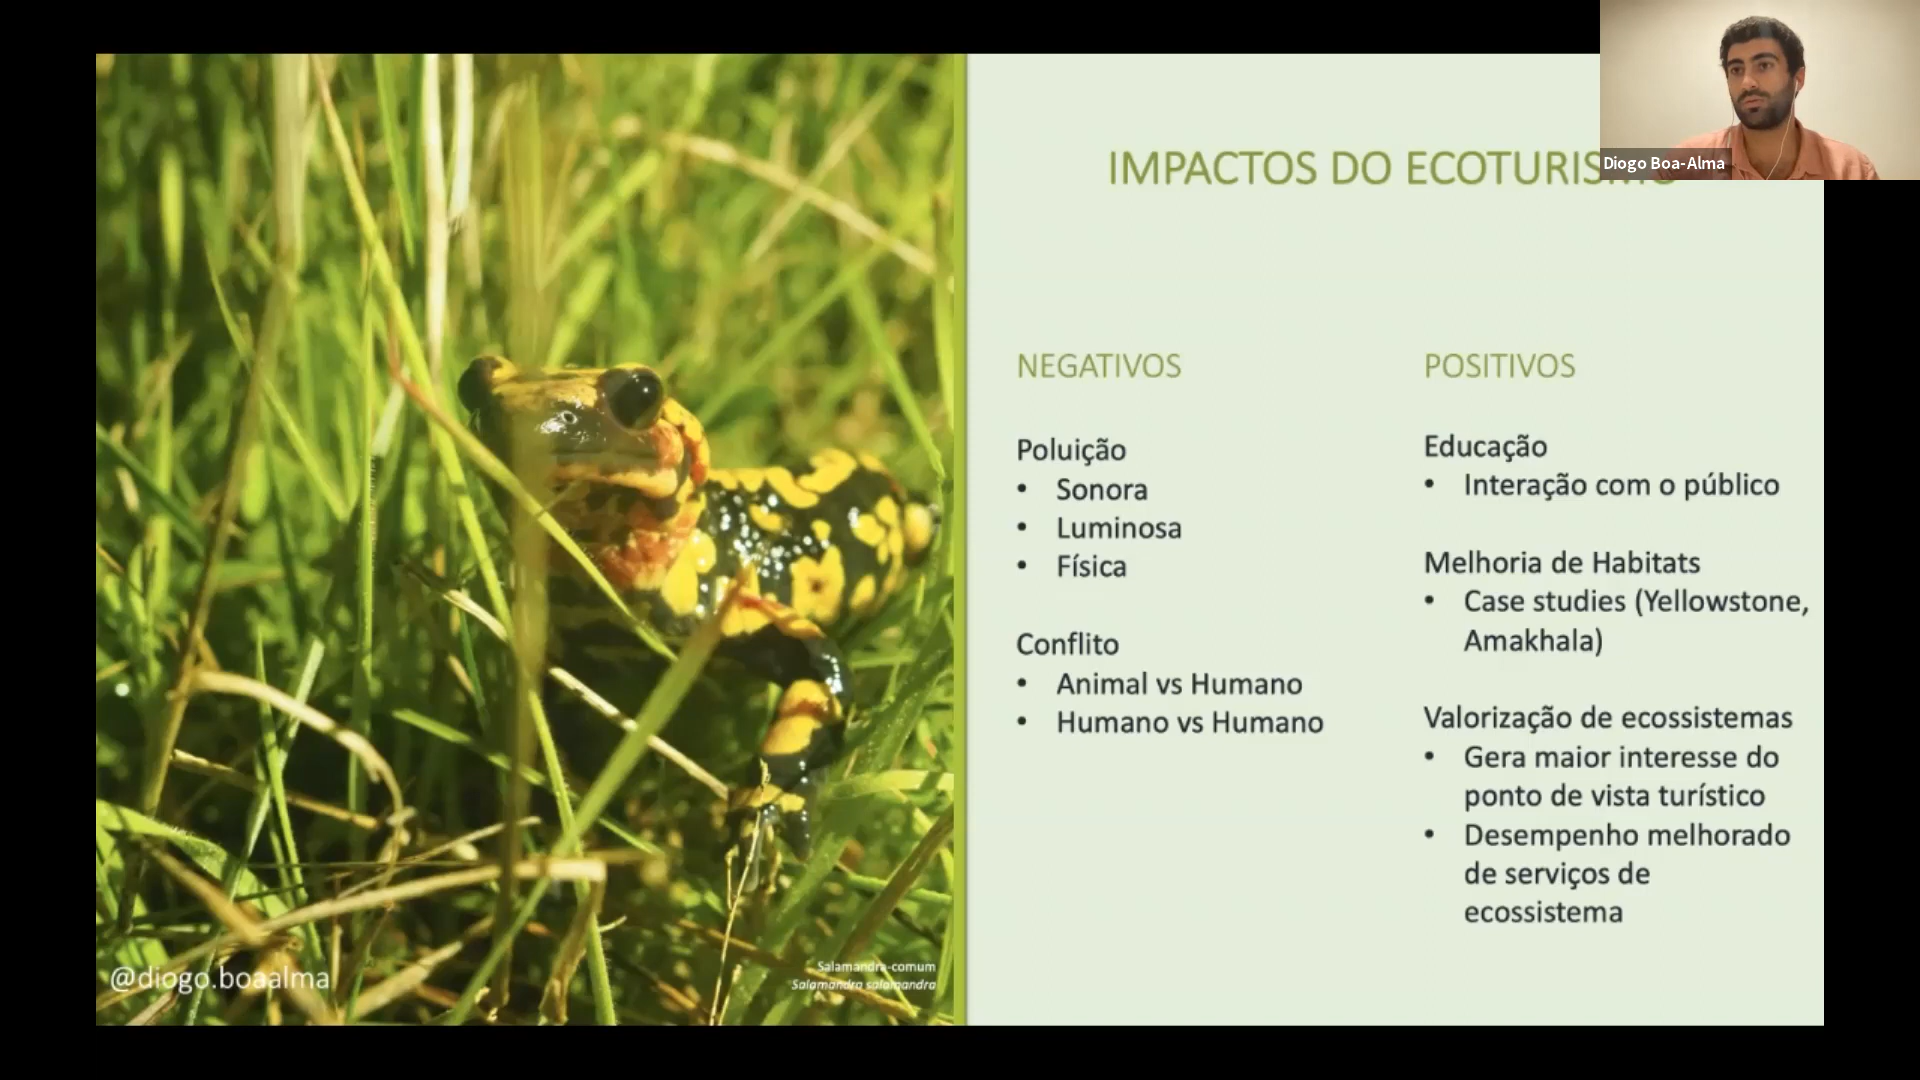 IMPACTOS DO ECOTURISMO
Diogo Boa-Alma
NEGATIVOS
Poluição
• Sonora
• Luminosa
• Física
Conflito
• Animal vs Humano
• Humano vs Humano
POSITIVOS
Educação
• Interação com o público
Melhoria de Habitats
• Case studies (Yellowstone,
Amakhala)
Valorização de ecossistemas
• Gera maior interesse do
ponto de vista turístico
• Desempenho melhorado
de serviços de
ecossistema
@diogo.boaalma
Salamandra-comum
Salamandra salamandra